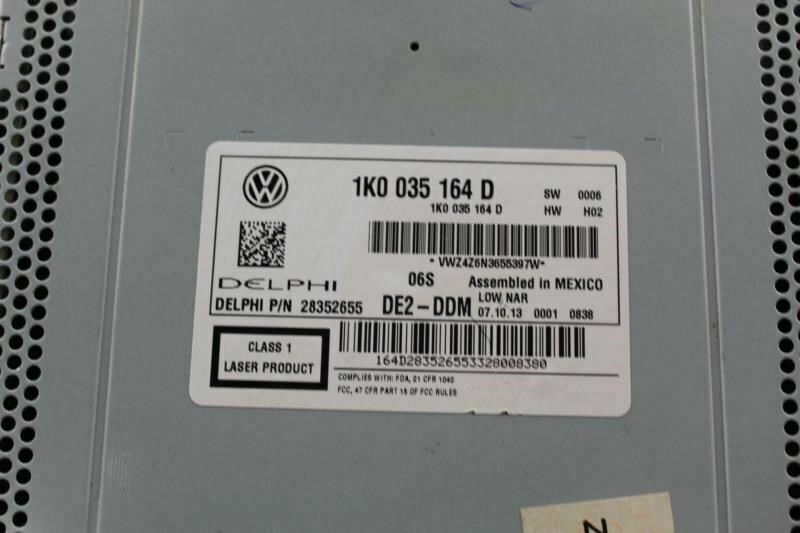 1K0 035 164 D SW 0006
1K0 035 164 D HW H02
- VWZ4Z6N3655397W-
DELPHI 06S Assembled in MEXICO
DELPHI P/N 28352655 DE2-DDM LOW NAR
07.10.13 0001 0838
CLASS 1
LASER PRODUCT
164D283526553328008380
COMPLIES WITH: FDA, 21 CFR 1040
FCC, 47 CFR PART 15 OF FCC RULES